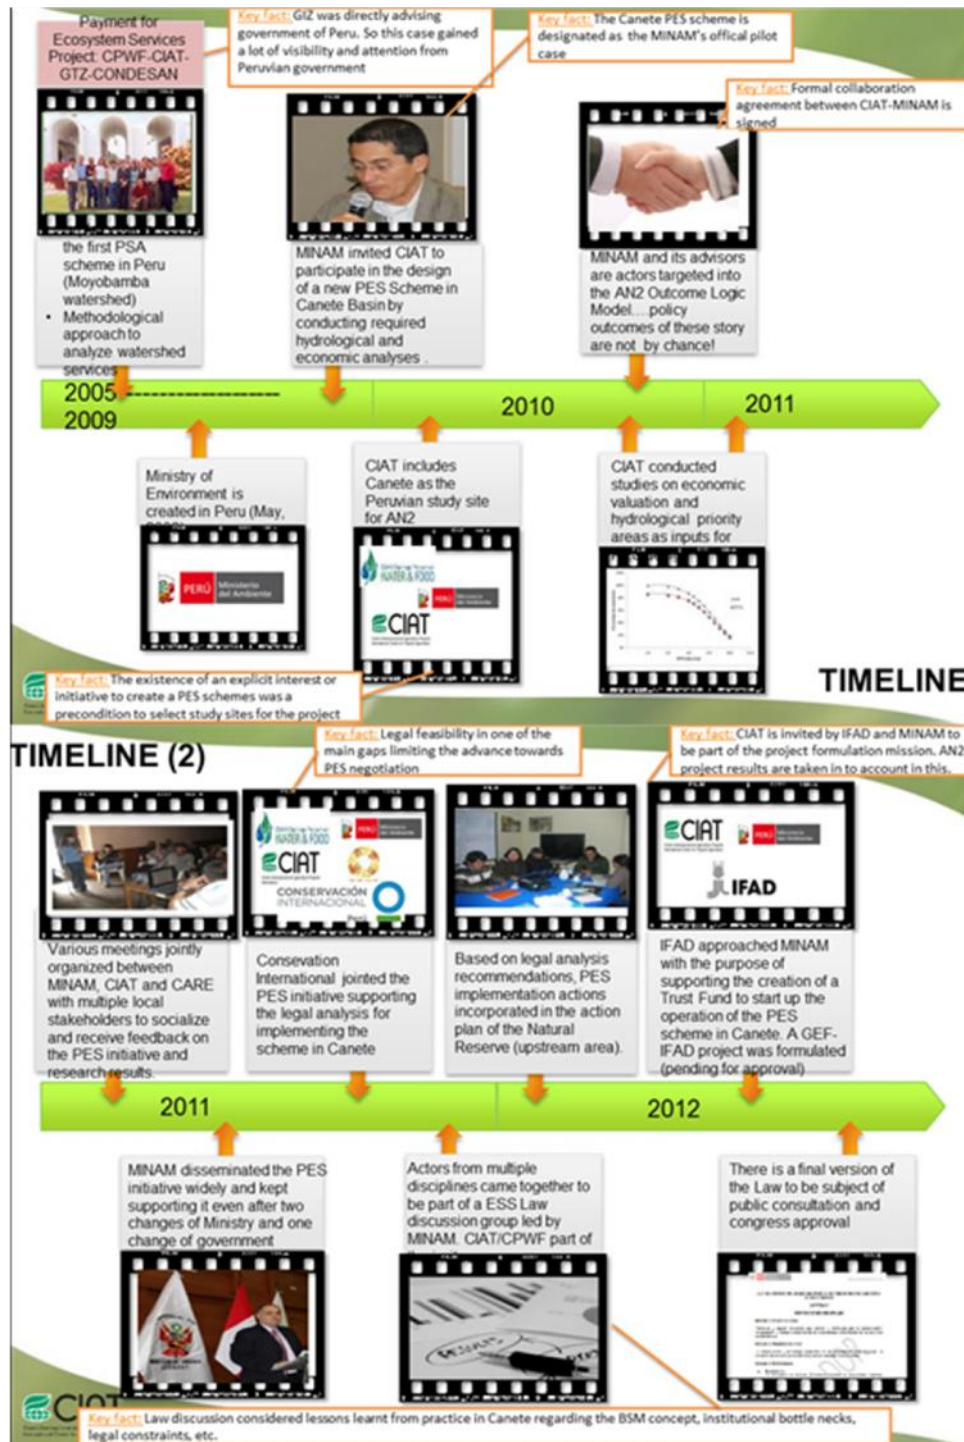 Payment for
Ecosystem Services
Project: CPWF-CIAT-
GTZ-CONDESAN
Key fact: GIZ was directly advising
government of Peru. So this case gained
a lot of visibility and attention from
Peruvian government
Key fact: The Canete PES scheme is
designated as the MINAM's offical pilot
case
Key fact: Formal collaboration
agreement between CIAT-MINAM is
signed
the first PSA
scheme in Peru
(Moyobamba
watershed)
• Methodological
approach to
analyze watershed
services
MINAM invited CIAT to
participate in the design
of a new PES Scheme in
Canete Basin by
conducting required
hydrological and
economic analyses .
MINAM and its advisors
are actors targeted into
the AN2 Outcome Logic
Model....policy
outcomes of these story
are not by chance!
2005 --------------------
2009
2010
2011
Ministry of
Environment is
created in Peru (May,
CIAT includes
Canete as the
Peruvian study site
for AN2
CIAT conducted
studies on economic
valuation and
hydrological priority
areas as inputs for
PERÚ Ministerio
del Ambiente
WATER & FOOD
PERÚ Ministerio
del Ambiente
CIAT
Key fact: The existence of an explicit interest or
initiative to create a PES schemes was a
precondition to select study sites for the project
TIMELINE
TIMELINE (2)
Key fact: Legal feasibility in one of the
main gaps limiting the advance towards
PES negotiation
Key fact: CIAT is invited by IFAD and MINAM to
be part of the project formulation mission. AN2
project results are taken in to account in this.
WATER & FOOD
PERÚ Ministerio
del Ambiente
CIAT
CONSERVACIÓN
INTERNACIONAL
Perú
CIAT
PERÚ Ministerio
del Ambiente
IFAD
Various meetings jointly
organized between
MINAM, CIAT and CARE
with multiple local
stakeholders to socialize
and receive feedback on
the PES initiative and
research results.
Consevation
International jointed the
PES initiative supporting
the legal analysis for
implementing the
scheme in Canete
Based on legal analysis
recommendations, PES
implementation actions
incorporated in the action
plan of the Natural
Reserve (upstream area).
IFAD approached MINAM
with the purpose of
supporting the creation of a
Trust Fund to start up the
operation of the PES
scheme in Canete. A GEF-
IFAD project was formulated
(pending for approval)
2011
2012
MINAM disseminated the PES
initiative widely and kept
supporting it even after two
changes of Ministry and one
change of government
Actors from multiple
disciplines came together to
be part of a ESS Law
discussion group led by
MINAM. CIAT/CPWF part of
There is a final version of
the Law to be subject of
public consultation and
congress approval
RESULTS
CIAT
Key fact: Law discussion considered lessons learnt from practice in Canete regarding the BSM concept, institutional bottle necks,
legal constraints, etc.